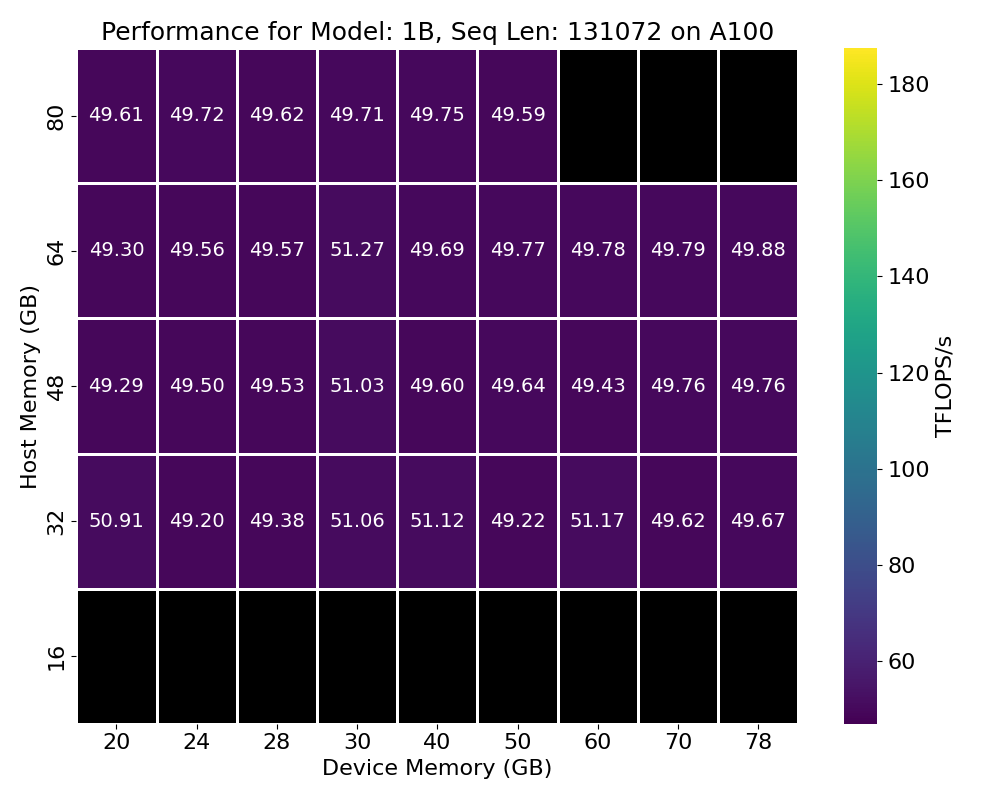 Performance for Model: 1B, Seq Len: 131072 on A100
80 49.61 49.72 49.62 49.71 49.75 49.59
64 49.30 49.56 49.57 51.27 49.69 49.77 49.78 49.79 49.88
48 49.29 49.50 49.53 51.03 49.60 49.64 49.43 49.76 49.76
32 50.91 49.20 49.38 51.06 51.12 49.22 51.17 49.62 49.67
16
20 24 28 30 40 50 60 70 78
Device Memory (GB)
Host Memory (GB)
180
160
140
120
100
80
60
TFLOPS/s